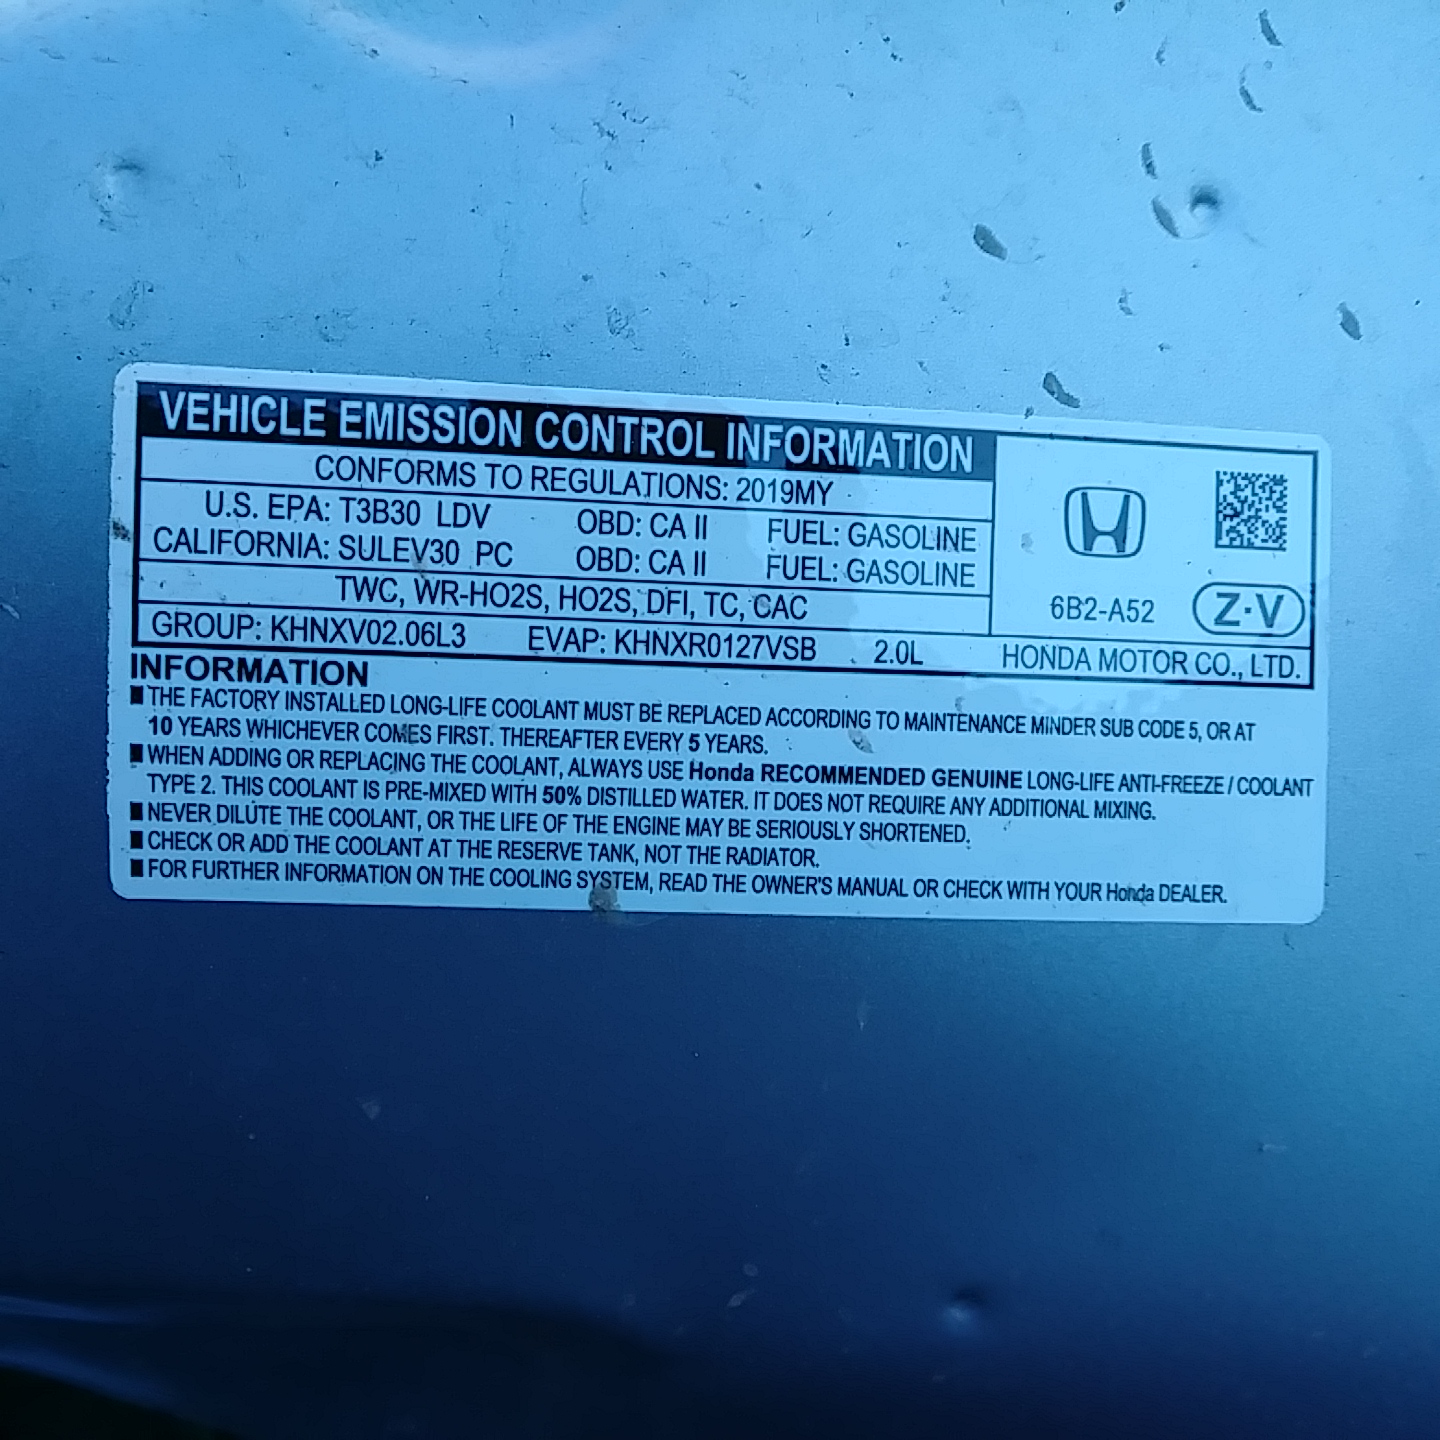 VEHICLE EMISSION CONTROL INFORMATION
CONFORMS TO REGULATIONS: 2019MY
U.S. EPA: T3B30 LDV OBD: CA II FUEL: GASOLINE
CALIFORNIA: SULEV30 PC OBD: CA II FUEL: GASOLINE
TWC, WR-HO2S, HO2S, DFI, TC, CAC
6B2-A52 Z·V
GROUP: KHNXV02.06L3 EVAP: KHNXR0127VSB 2.0L HONDA MOTOR CO., LTD.
INFORMATION
■ THE FACTORY INSTALLED LONG-LIFE COOLANT MUST BE REPLACED ACCORDING TO MAINTENANCE MINDER SUB CODE 5, OR AT
10 YEARS WHICHEVER COMES FIRST. THEREAFTER EVERY 5 YEARS.
■ WHEN ADDING OR REPLACING THE COOLANT, ALWAYS USE Honda RECOMMENDED GENUINE LONG-LIFE ANTI-FREEZE / COOLANT
TYPE 2. THIS COOLANT IS PRE-MIXED WITH 50% DISTILLED WATER. IT DOES NOT REQUIRE ANY ADDITIONAL MIXING.
■ NEVER DILUTE THE COOLANT, OR THE LIFE OF THE ENGINE MAY BE SERIOUSLY SHORTENED.
■ CHECK OR ADD THE COOLANT AT THE RESERVE TANK, NOT THE RADIATOR.
■ FOR FURTHER INFORMATION ON THE COOLING SYSTEM, READ THE OWNER'S MANUAL OR CHECK WITH YOUR Honda DEALER.